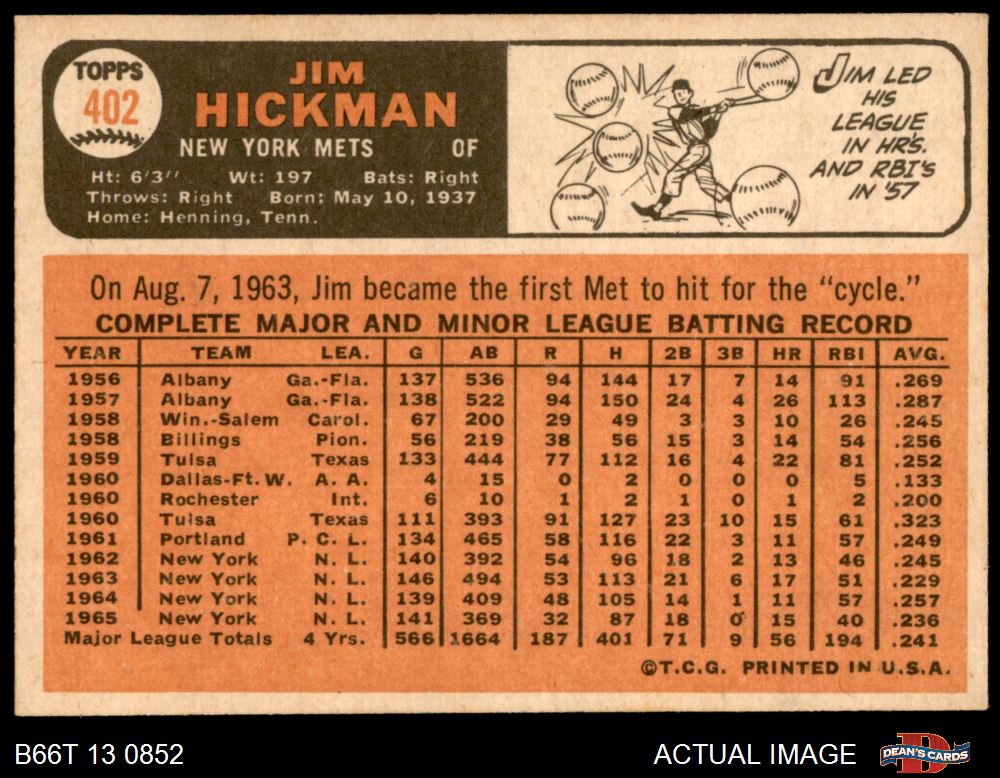 TOPPS
402
JIM
HICKMAN
NEW YORK METS OF
Ht: 6'3'' Wt: 197 Bats: Right
Throws: Right Born: May 10, 1937
Home: Henning, Tenn.
JIM LED
HIS
LEAGUE
IN HR'S.
AND RBI'S
IN '57
On Aug. 7, 1963, Jim became the first Met to hit for the "cycle."
COMPLETE MAJOR AND MINOR LEAGUE BATTING RECORD
YEAR TEAM LEA. G AB R H 2B 3B HR RBI AVG.
1956 Albany Ga.-Fla. 137 536 94 144 17 7 14 91 .269
1957 Albany Ga.-Fla. 138 522 94 150 24 4 26 113 .287
1958 Win.-Salem Carol. 67 200 29 49 3 3 10 26 .245
1958 Billings Pion. 56 219 38 56 15 3 14 54 .256
1959 Tulsa Texas 133 444 77 112 16 4 22 81 .252
1960 Dallas-Ft. W. A. A. 4 15 0 2 0 0 0 5 .133
1960 Rochester Int. 6 10 1 2 1 0 1 2 .200
1960 Tulsa Texas 111 393 91 127 23 10 15 61 .323
1961 Portland P. C. L. 134 465 58 116 22 3 11 57 .249
1962 New York N. L. 140 392 54 96 18 2 13 46 .245
1963 New York N. L. 146 494 53 113 21 6 17 51 .229
1964 New York N. L. 139 409 48 105 14 1 11 57 .257
1965 New York N. L. 141 369 32 87 18 0 15 40 .236
Major League Totals 4 Yrs. 566 1664 187 401 71 9 56 194 .241
©T.C.G. PRINTED IN U.S.A.
B66T 13 0852 ACTUAL IMAGE DEAN'S CARDS